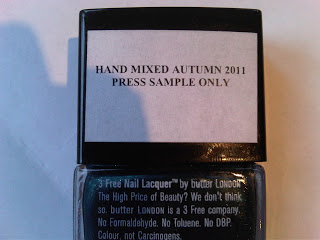 HAND MIXED AUTUMN 2011
PRESS SAMPLE ONLY
3 Free Nail Lacquer™ by butter LONDON
The High Price of Beauty? We don't think
so. butter LONDON is a 3 Free company.
No Formaldehyde. No Toluene. No DBP.
Colour, not Carcinogens.